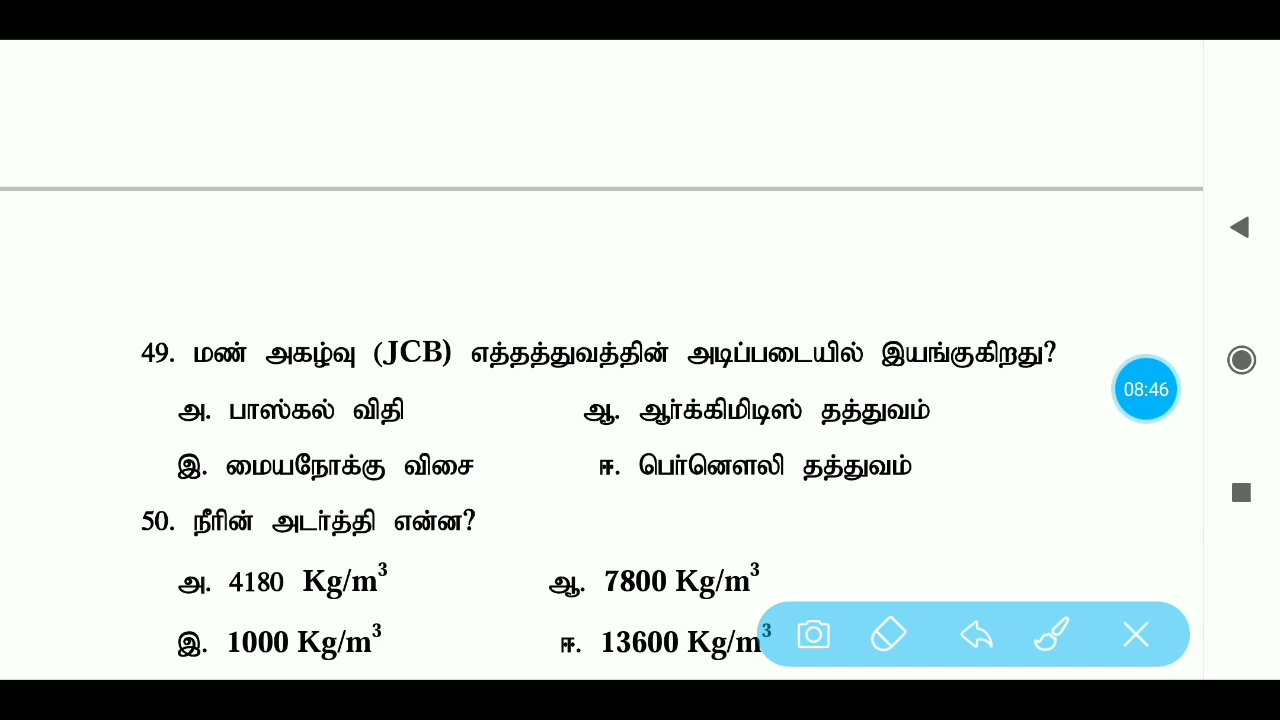 49. மண் அகழ்வு (JCB) எத்தத்துவத்தின் அடிப்படையில் இயங்குகிறது?
அ. பாஸ்கல் விதி ஆ. ஆர்க்கிமிடிஸ் தத்துவம்
இ. மையநோக்கு விசை ஈ. பெர்னௌலி தத்துவம்
08:46
50. நீரின் அடர்த்தி என்ன?
அ. 4180 Kg/m³ ஆ. 7800 Kg/m³
இ. 1000 Kg/m³ ஈ. 13600 Kg/m³